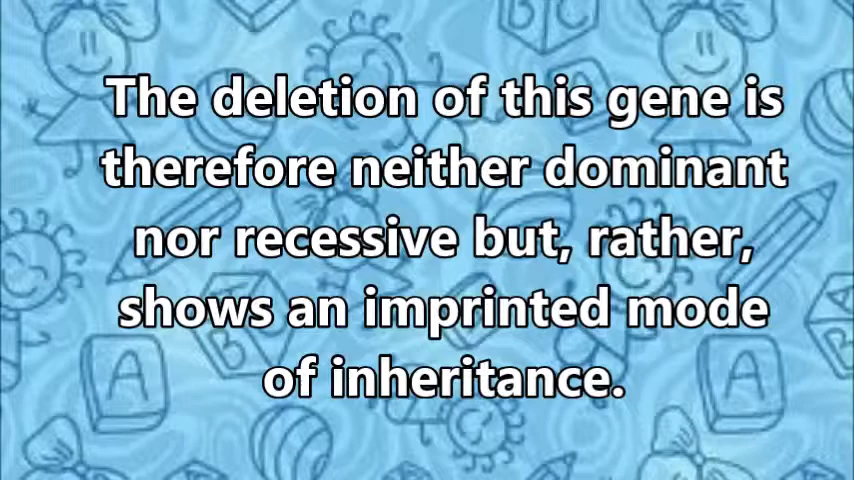 The deletion of this gene is
therefore neither dominant
nor recessive but, rather,
shows an imprinted mode
of inheritance.
A
B
A
A
B